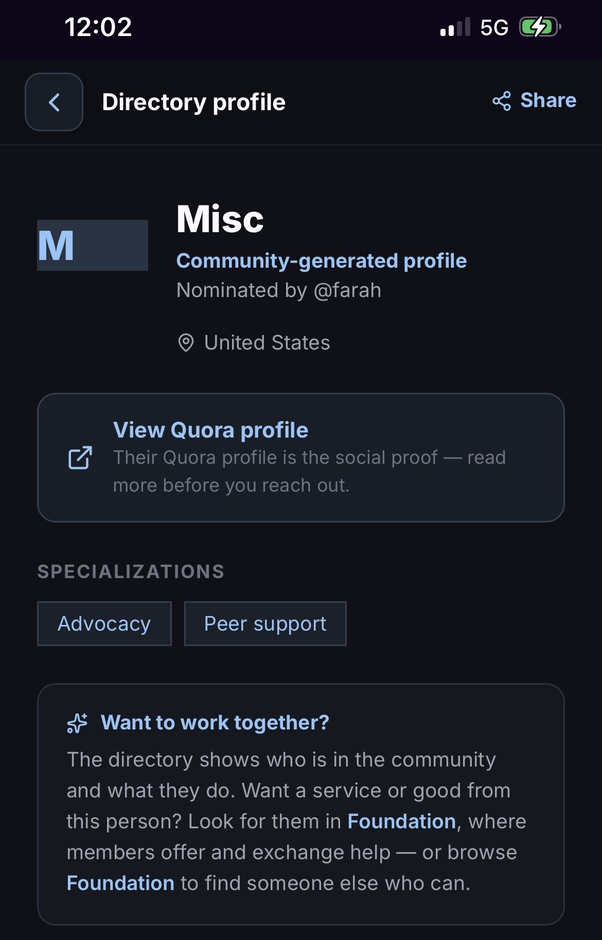 12:02
5G
Directory profile
Share
M
Misc
Community-generated profile
Nominated by @farah
United States
View Quora profile
Their Quora profile is the social proof — read
more before you reach out.
SPECIALIZATIONS
Advocacy
Peer support
Want to work together?
The directory shows who is in the community
and what they do. Want a service or good from
this person? Look for them in Foundation, where
members offer and exchange help — or browse
Foundation to find someone else who can.